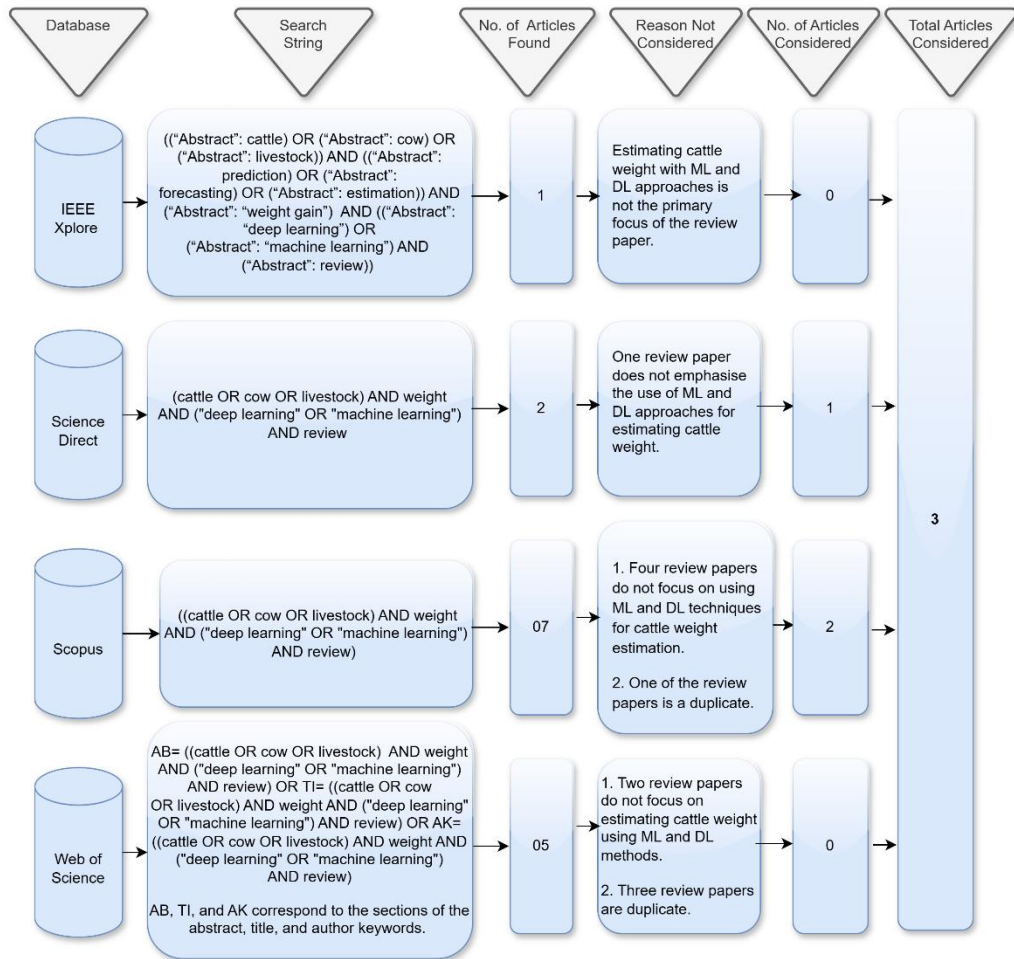 Database
Search
String
No. of Articles
Found
Reason Not
Considered
No. of Articles
Considered
Total Articles
Considered
IEEE
Xplore
((“Abstract”: cattle) OR (“Abstract”: cow) OR
(“Abstract”: livestock)) AND ((“Abstract”:
prediction) OR (“Abstract”:
forecasting) OR (“Abstract”: estimation)) AND
(“Abstract”: “weight gain”) AND ((“Abstract”:
“deep learning”) OR
(“Abstract”: “machine learning”) AND
(“Abstract”: review))
1
Estimating cattle
weight with ML and
DL approaches is
not the primary
focus of the review
paper.
0
Science
Direct
(cattle OR cow OR livestock) AND weight
AND ("deep learning" OR "machine learning")
AND review
2
One review paper
does not emphasise
the use of ML and
DL approaches for
estimating cattle
weight.
1
3
Scopus
((cattle OR cow OR livestock) AND weight
AND ("deep learning" OR "machine learning")
AND review)
07
1. Four review papers
do not focus on using
ML and DL techniques
for cattle weight
estimation.
2. One of the review
papers is a duplicate.
2
Web of
Science
AB= ((cattle OR cow OR livestock) AND weight
AND ("deep learning" OR "machine learning")
AND review) OR TI= ((cattle OR cow
OR livestock) AND weight AND ("deep learning"
OR "machine learning") AND review) OR AK=
((cattle OR cow OR livestock) AND weight AND
("deep learning" OR "machine learning")
AND review)
AB, TI, and AK correspond to the sections of the
abstract, title, and author keywords.
05
1. Two review papers
do not focus on
estimating cattle weight
using ML and DL
methods.
2. Three review papers
are duplicate.
0